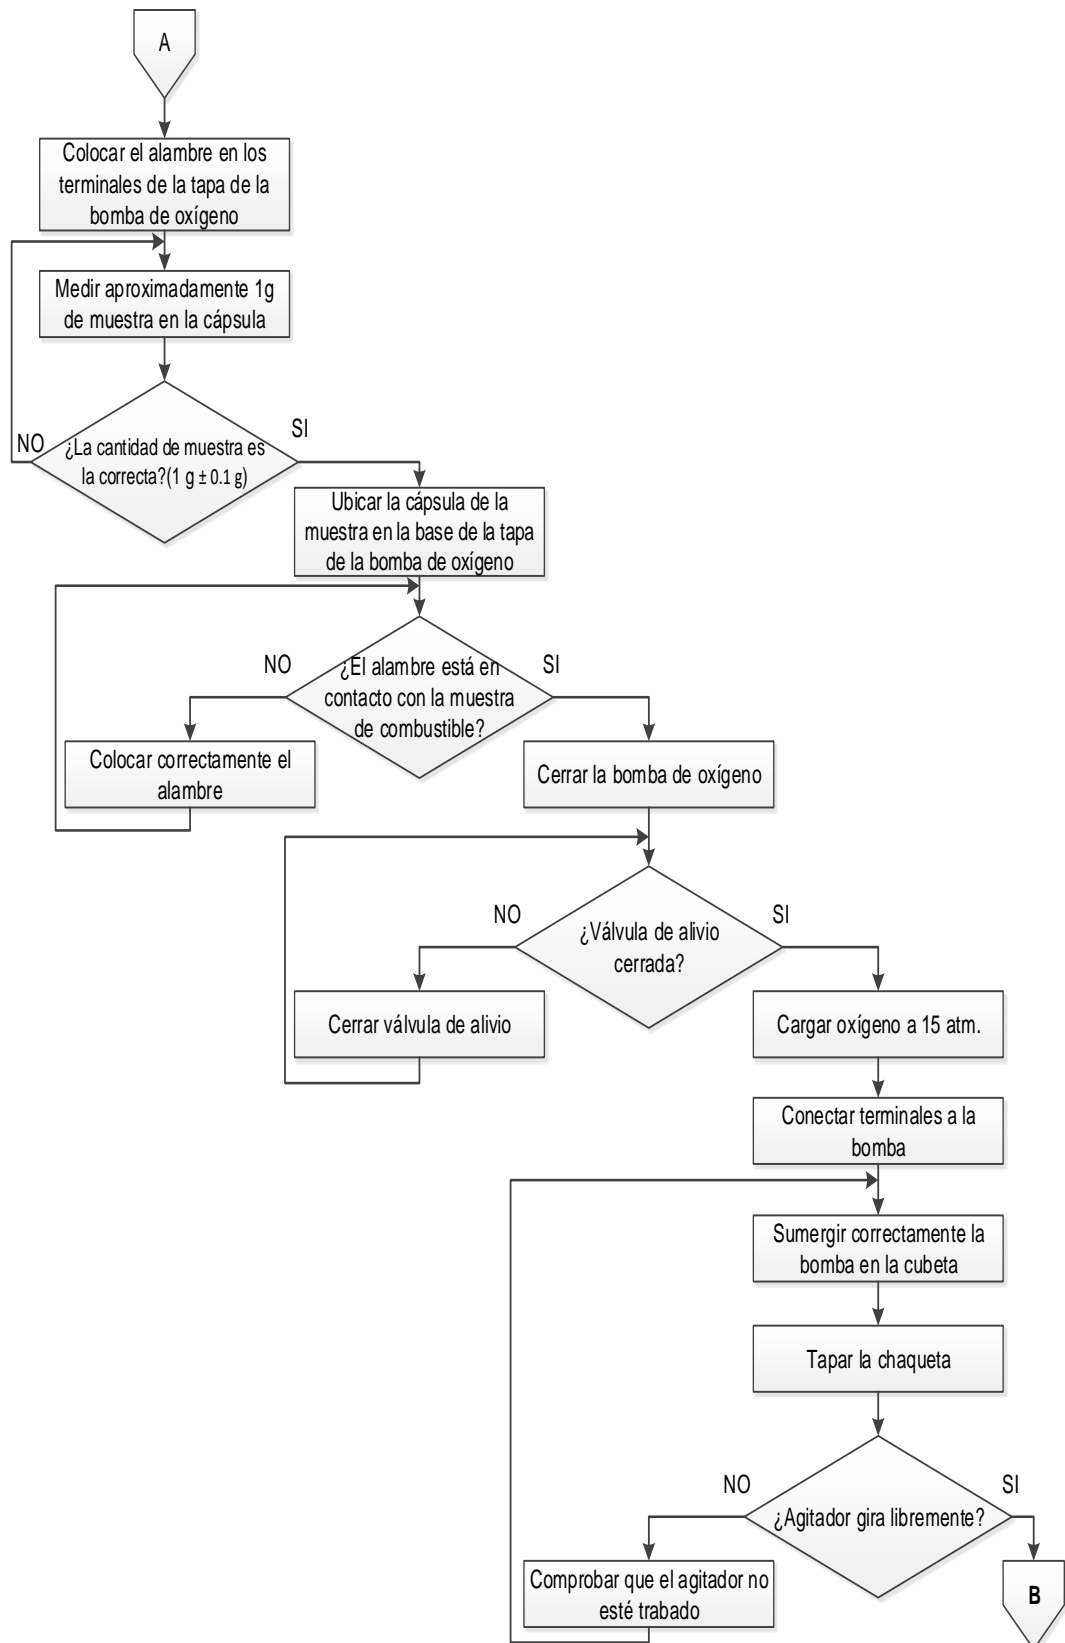 A
Colocar el alambre en los
terminales de la tapa de la
bomba de oxígeno
Medir aproximadamente 1g
de muestra en la cápsula
NO
¿La cantidad de muestra es
la correcta?(1 g ± 0.1 g)
SI
Ubicar la cápsula de la
muestra en la base de la tapa
de la bomba de oxígeno
NO
¿El alambre está en
contacto con la muestra
de combustible?
SI
Colocar correctamente el
alambre
Cerrar la bomba de oxígeno
NO
¿Válvula de alivio
cerrada?
SI
Cerrar válvula de alivio
Cargar oxígeno a 15 atm.
Conectar terminales a la
bomba
Sumergir correctamente la
bomba en la cubeta
Tapar la chaqueta
NO
¿Agitador gira libremente?
SI
Comprobar que el agitador no
esté trabado
B